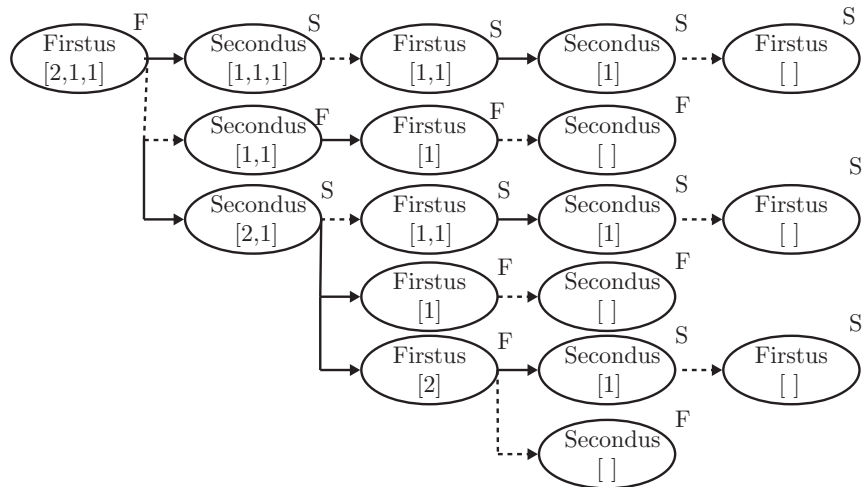 F
S
S
S
S
Firstus
Secondus
Firstus
Secondus
Firstus
[2,1,1]
[1,1,1]
[1,1]
[1]
[ ]
F
F
F
Secondus
Firstus
Secondus
[1,1]
[1]
[ ]
S
S
S
S
Secondus
Firstus
Secondus
Firstus
[2,1]
[1,1]
[1]
[ ]
F
F
Firstus
Secondus
[1]
[ ]
F
S
S
Firstus
Secondus
Firstus
[2]
[1]
[ ]
F
Secondus
[ ]